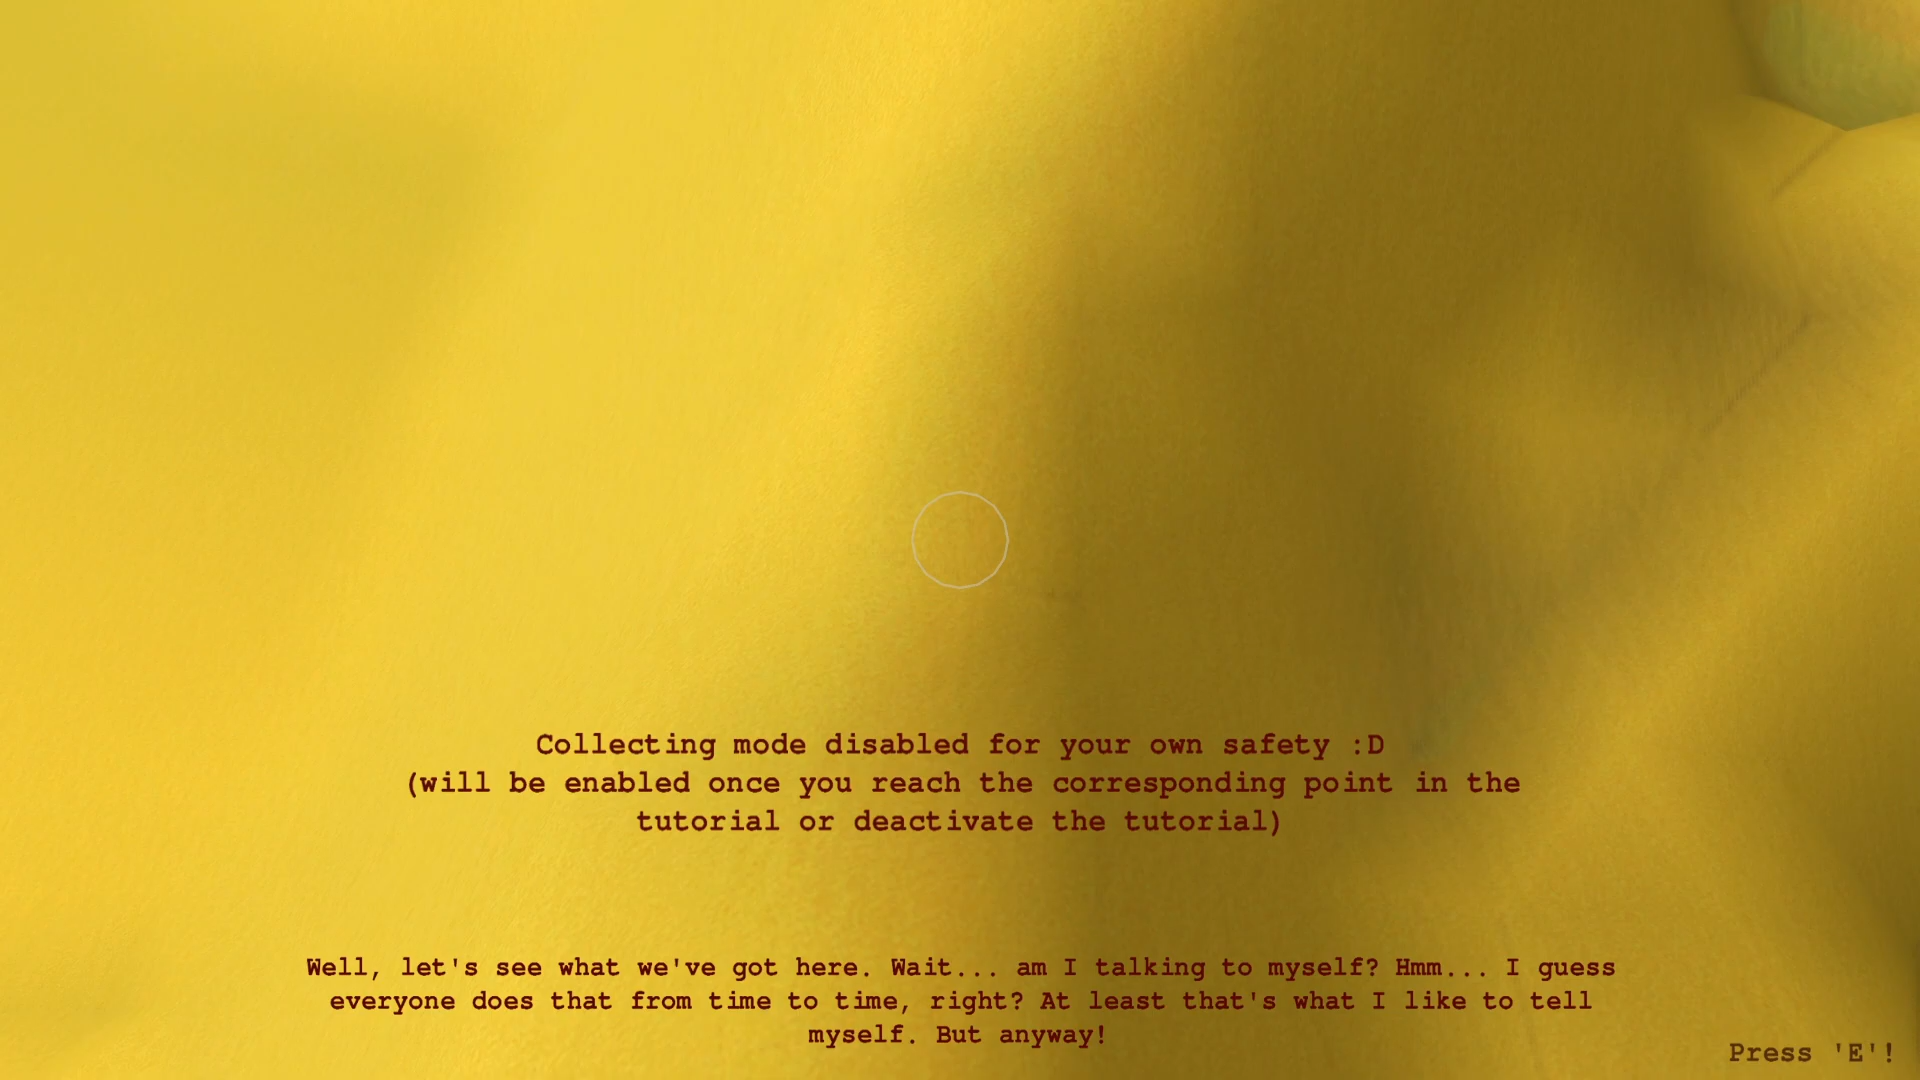 Collecting mode disabled for your own safety :D
(will be enabled once you reach the corresponding point in the
tutorial or deactivate the tutorial)
Well, let's see what we've got here. Wait... am I talking to myself? Hmm... I guess
everyone does that from time to time, right? At least that's what I like to tell
myself. But anyway!
Press 'E'!